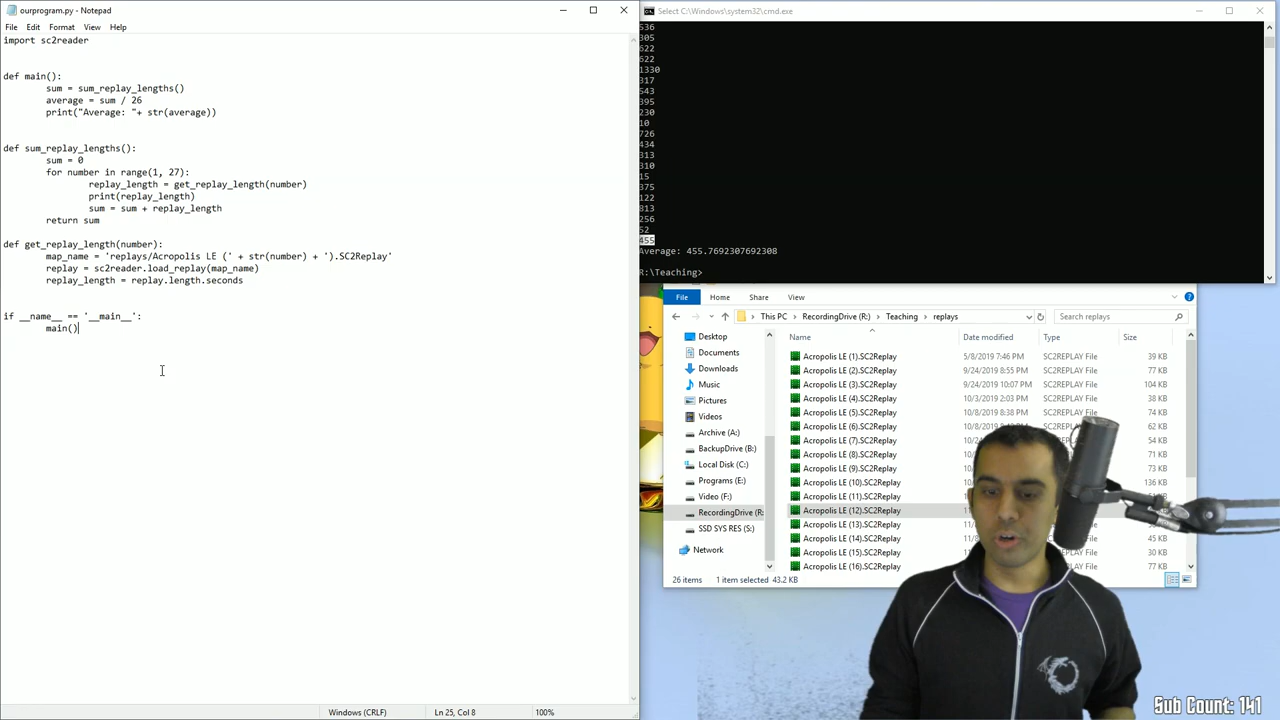 ourprogram.py - Notepad
File Edit Format View Help
import sc2reader
def main():
sum = sum_replay_lengths()
average = sum / 26
print("Average: "+ str(average))
def sum_replay_lengths():
sum = 0
for number in range(1, 27):
replay_length = get_replay_length(number)
print(replay_length)
sum = sum + replay_length
return sum
def get_replay_length(number):
map_name = 'replays/Acropolis LE (' + str(number) + ').SC2Replay'
replay = sc2reader.load_replay(map_name)
replay_length = replay.length.seconds
if __name__ == '__main__':
main()
Windows (CRLF) Ln 25, Col 8 100%
Select C:\Windows\system32\cmd.exe
536
305
622
622
1330
317
543
395
230
10
726
434
313
310
15
375
122
813
256
52
455
Average: 455.7692307692308
R:\Teaching>
File Home Share View
This PC RecordingDrive (R:) Teaching replays Search replays
Desktop
Documents
Downloads
Music
Pictures
Videos
Archive (A:)
BackupDrive (B:)
Local Disk (C:)
Programs (E:)
Video (F:)
RecordingDrive (R:
SSD SYS RES (S:)
Network
Name Date modified Type Size
Acropolis LE (1).SC2Replay 5/8/2019 7:46 PM SC2REPLAY File 39 KB
Acropolis LE (2).SC2Replay 9/24/2019 8:55 PM SC2REPLAY File 77 KB
Acropolis LE (3).SC2Replay 9/24/2019 10:07 PM SC2REPLAY File 104 KB
Acropolis LE (4).SC2Replay 10/3/2019 2:03 PM SC2REPLAY File 38 KB
Acropolis LE (5).SC2Replay 10/8/2019 8:38 PM SC2REPLAY File 74 KB
Acropolis LE (6).SC2Replay SC2REPLAY File 62 KB
Acropolis LE (7).SC2Replay SC2REPLAY File 54 KB
Acropolis LE (8).SC2Replay SC2REPLAY File 71 KB
Acropolis LE (9).SC2Replay SC2REPLAY File 73 KB
Acropolis LE (10).SC2Replay 136 KB
Acropolis LE (11).SC2Replay
Acropolis LE (12).SC2Replay
Acropolis LE (13).SC2Replay
Acropolis LE (14).SC2Replay File 45 KB
Acropolis LE (15).SC2Replay SC2REPLAY File 30 KB
Acropolis LE (16).SC2Replay SC2REPLAY File 77 KB
26 items 1 item selected 43.2 KB
Sub Count: 141